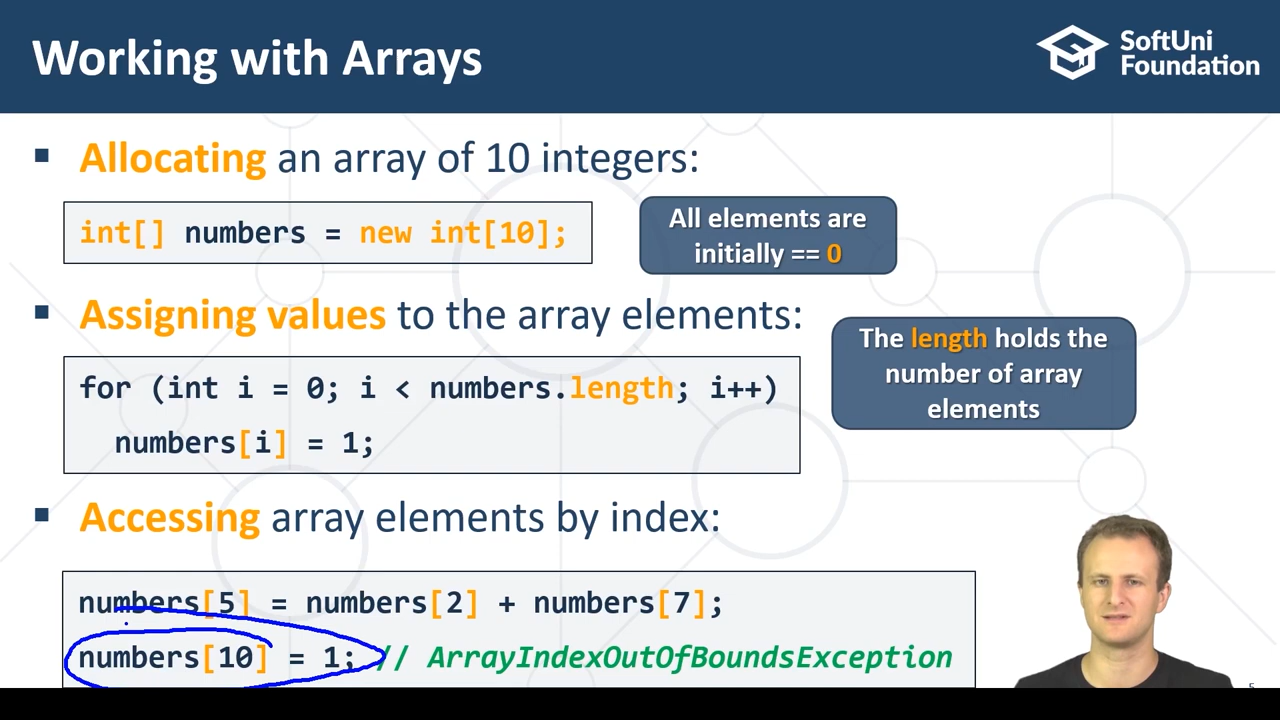 Working with Arrays
SoftUni
Foundation
▪ Allocating an array of 10 integers:
int[] numbers = new int[10];
All elements are
initially == 0
▪ Assigning values to the array elements:
for (int i = 0; i < numbers.length; i++)
numbers[i] = 1;
The length holds the
number of array
elements
▪ Accessing array elements by index:
numbers[5] = numbers[2] + numbers[7];
numbers[10] = 1; // ArrayIndexOutOfBoundsException